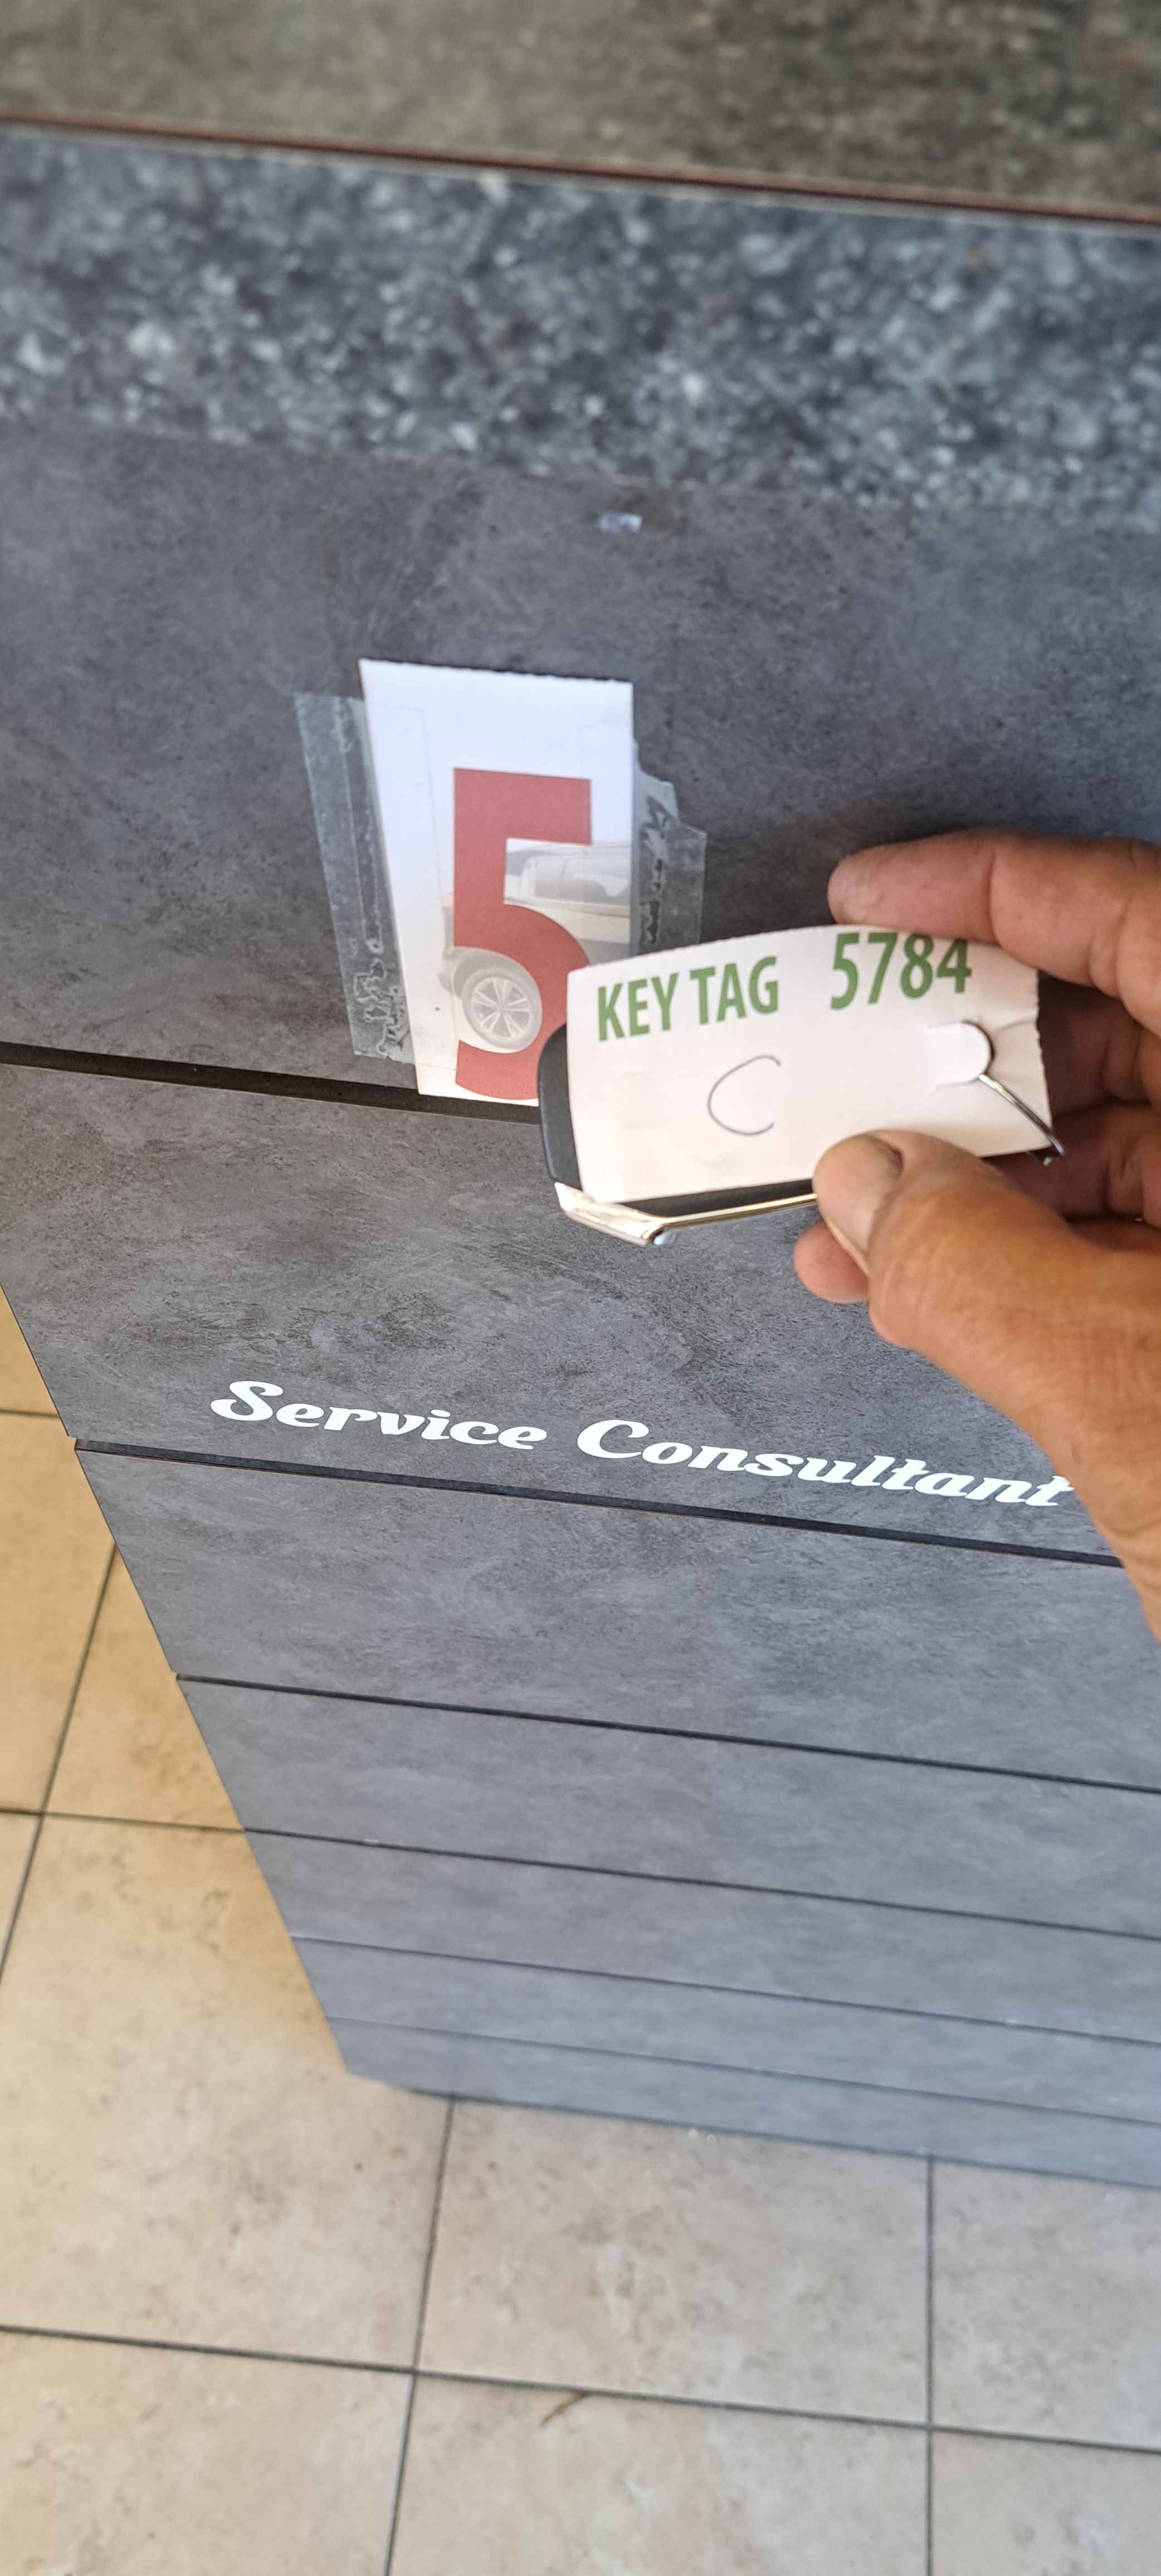 5
KEY TAG 5784
C
Service Consultant